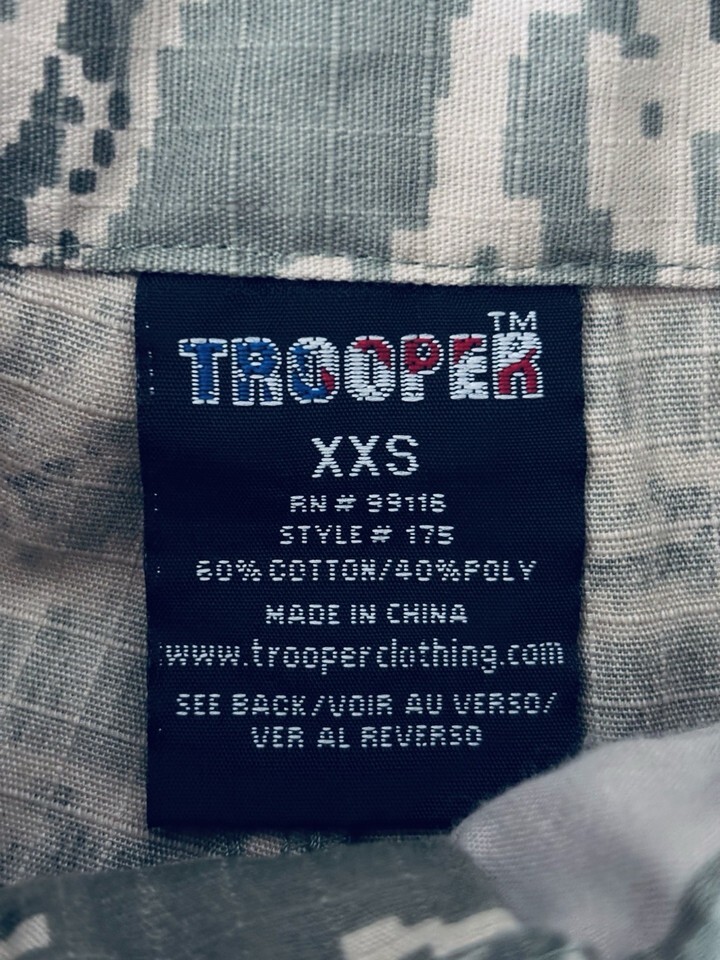 TROOPER™
XXS
RN # 99116
STYLE # 175
60% COTTON/40% POLY
MADE IN CHINA
www.trooperclothing.com
SEE BACK/VOIR AU VERSO/
VER AL REVERSO